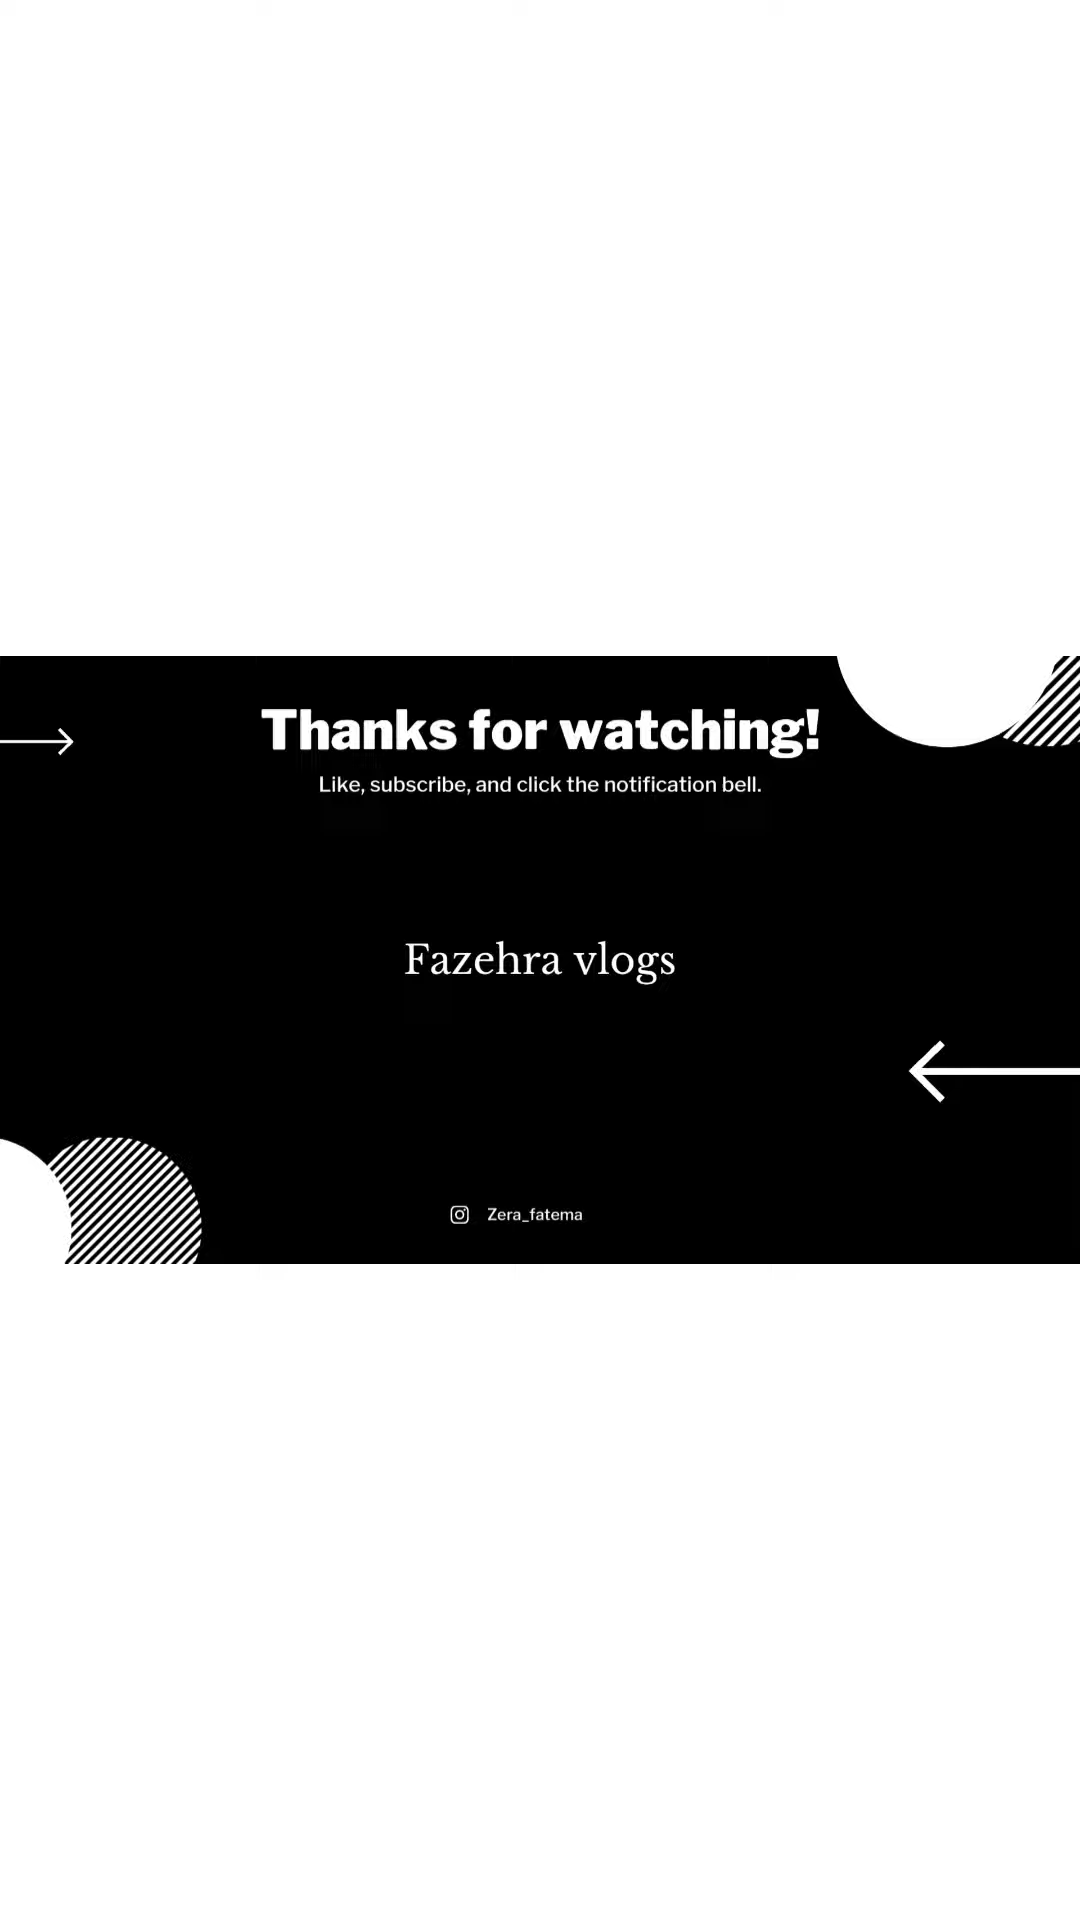 Thanks for watching!
Like, subscribe, and click the notification bell.
Fazehra vlogs
Zera_fatema